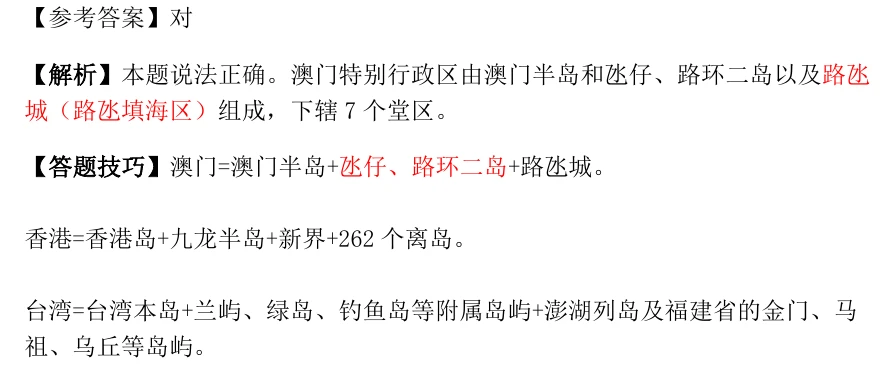 【参考答案】对
【解析】本题说法正确。澳门特别行政区由澳门半岛和氹仔、路环二岛以及路氹
城（路氹填海区）组成，下辖 7 个堂区。
【答题技巧】澳门=澳门半岛+氹仔、路环二岛+路氹城。
香港=香港岛+九龙半岛+新界+262 个离岛。
台湾=台湾本岛+兰屿、绿岛、钓鱼岛等附属岛屿+澎湖列岛及福建省的金门、马
祖、乌丘等岛屿。